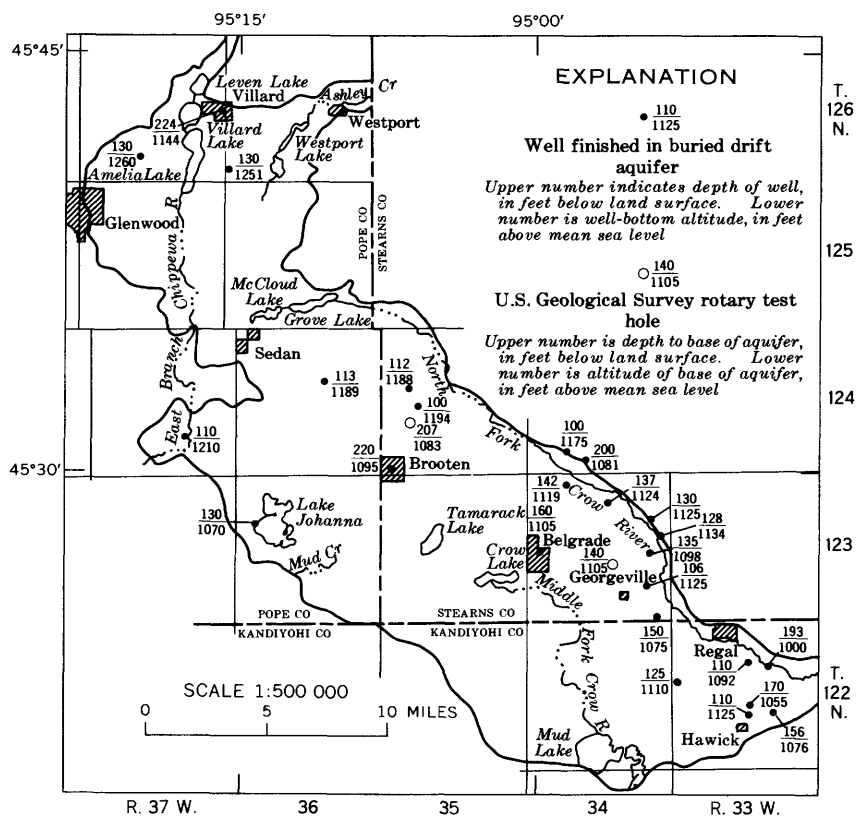 95°15'
95°00'
45°45'
Leven Lake
Villard
Ashley
Cr
224
1144
Villard
Lake
Westport
Westport
Lake
130
1260
Amelia Lake
130
1251
Glenwood
Chippewa R
POPE CO
STEARNS CO
McCloud
Lake
Grove Lake
Sedan
Branch
East
113
1189
112
1188
North
Fork
100
1194
207
1083
110
1210
220
1095
Brooten
45°30'
100
1175
200
1081
142
1119
Crow
River
137
1124
130
1125
128
1134
135
1098
106
1125
160
1105
Belgrade
140
1105
Georgeville
Lake
Johanna
130
1070
Mud Cr
Tamarack
Lake
Crow
Lake
Middle
Fork Crow R.
POPE CO
KANDIYOHI CO
STEARNS CO
KANDIYOHI CO
150
1075
Regal
193
1000
110
1092
125
1110
170
1055
110
1125
Hawick
156
1076
Mud
Lake
EXPLANATION
110
1125
Well finished in buried drift
aquifer
Upper number indicates depth of well,
in feet below land surface. Lower
number is well-bottom altitude, in feet
above mean sea level
140
1105
U.S. Geological Survey rotary test
hole
Upper number is depth to base of aquifer,
in feet below land surface. Lower
number is altitude of base of aquifer,
in feet above mean sea level
T.
126
N.
125
124
123
T.
122
N.
SCALE 1:500 000
0 5 10 MILES
R. 37 W. 36 35 34 R. 33 W.